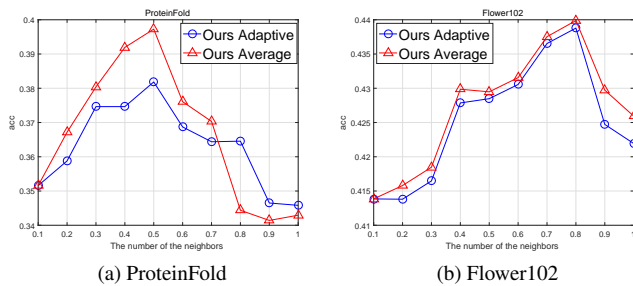 ProteinFold
0.4
0.39
0.38
0.37
0.36
0.35
0.34
acc
Ours Adaptive
Ours Average
0.1 0.2 0.3 0.4 0.5 0.6 0.7 0.8 0.9 1
The number of the neighbors
(a) ProteinFold
Flower102
0.44
0.435
0.43
0.425
0.42
0.415
0.41
acc
Ours Adaptive
Ours Average
0.1 0.2 0.3 0.4 0.5 0.6 0.7 0.8 0.9 1
The number of the neighbors
(b) Flower102